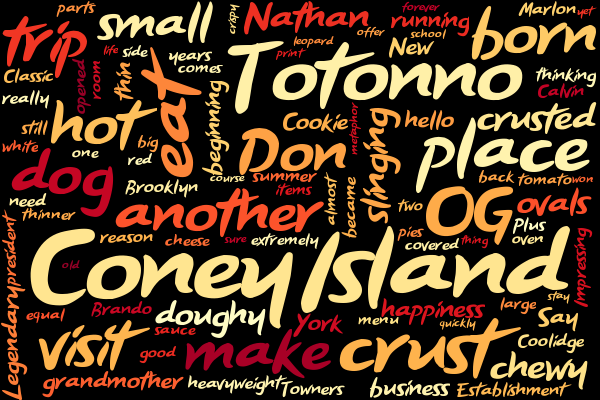 parts
small
crispy
Nathan
forever
running
Marlon
yet
trip
life
side
years
comes
leopard
offer
school
New
born
Classic
opened
room
thin
eat
print
Totonno
thinking
Calvin
really
hot
beginning
Cookie
metaphor
slinging
hello
crusted
still
white
one
big
red
Don
place
dog
Brooklyn
course
summer
items
almost
back
tomato
won
need
thinner
another
became
two
OG
ovals
reason
cheese
sure
extremely
pies
covered
thing
Plus
oven
impressing
president
Legendary
old
Coney Island
equal
Brando
doughy
York
menu
happiness
quickly
large
stay
Say
visit
sauce
good
make
crust
Coolidge
chewy
grandmother
heavyweight
Towners
business
Establishment